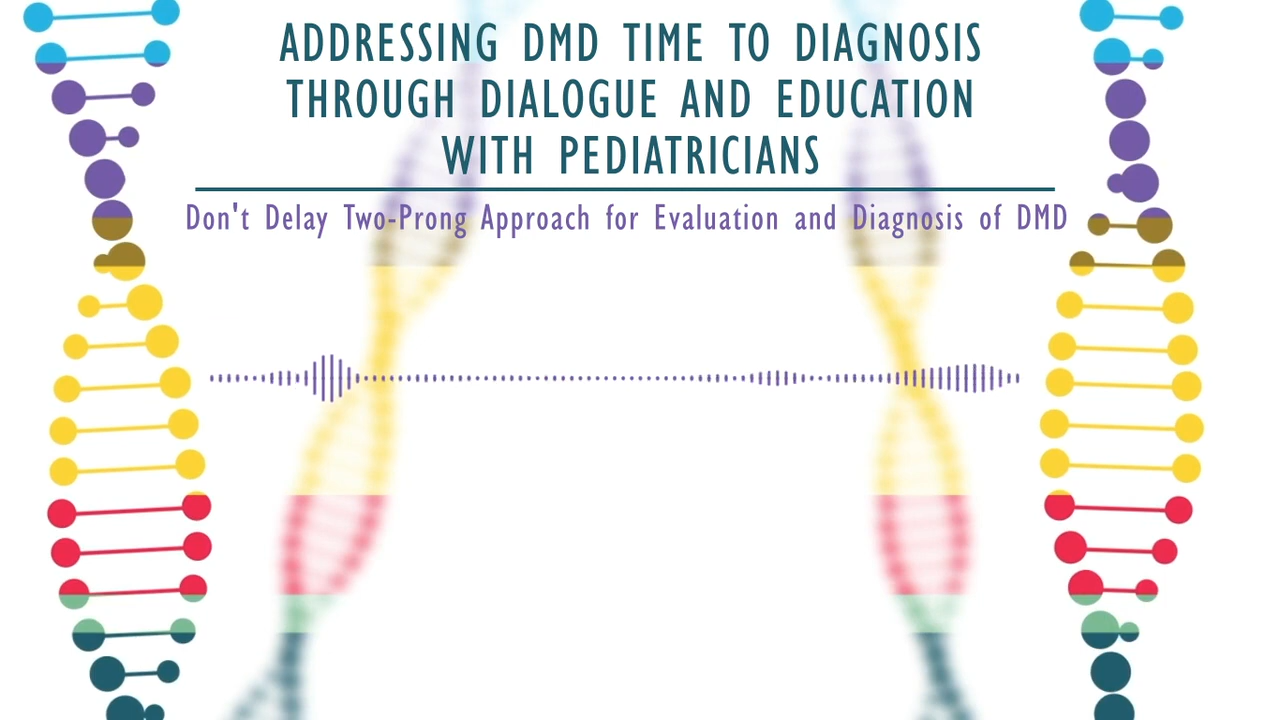 ADDRESSING DMD TIME TO DIAGNOSIS
THROUGH DIALOGUE AND EDUCATION
WITH PEDIATRICIANS
Don't Delay Two-Prong Approach for Evaluation and Diagnosis of DMD